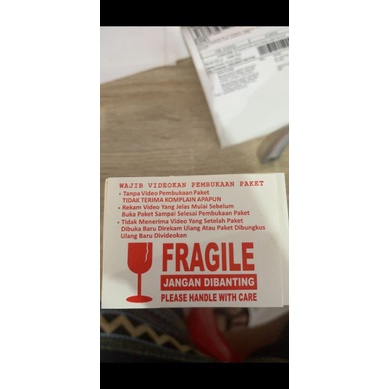 WAJIB VIDEOKAN PEMBUKAAN PAKET
• Tanpa Video Pembukaan Paket
TIDAK TERIMA KOMPLAIN APAPUN
• Rekam Video Yang Jelas Mulai Sebelum
Buka Paket Sampai Selesai Pembukaan Paket
• Tidak Menerima Video Yang Setelah Paket
Dibuka Baru Direkam Ulang Atau Paket Dibungkus
Ulang Baru Divideokan
FRAGILE
JANGAN DIBANTING
PLEASE HANDLE WITH CARE